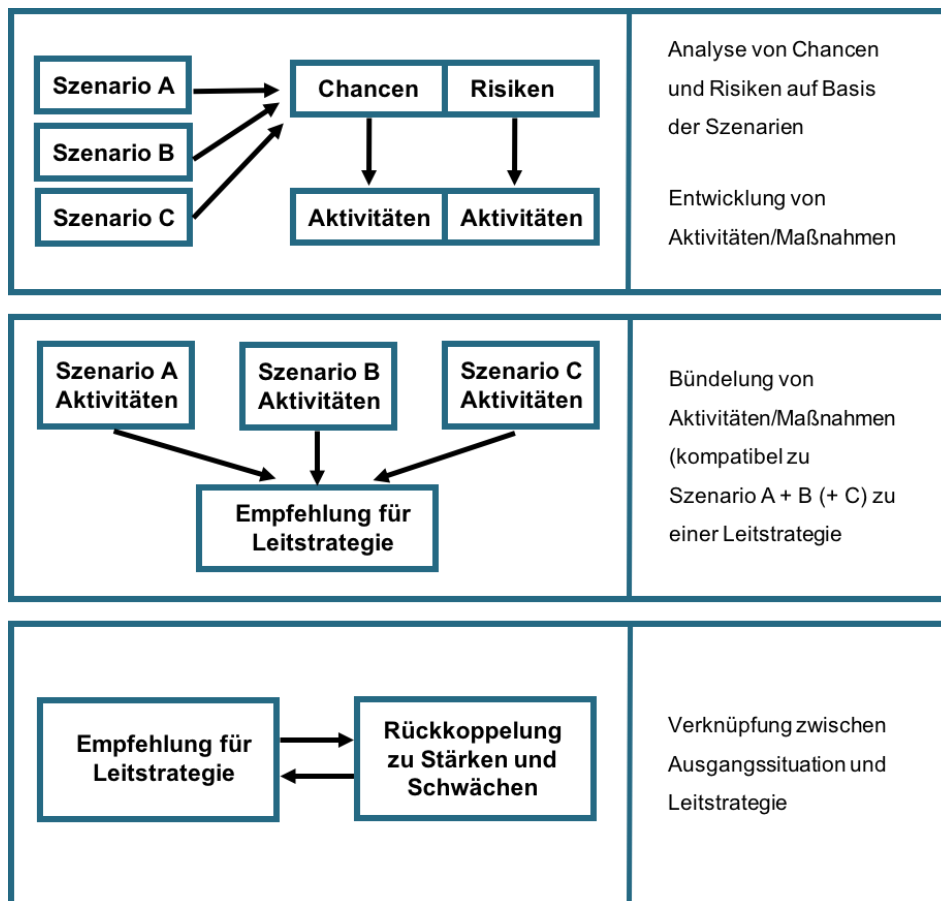 Szenario A
Szenario B
Szenario C
Chancen
Risiken
Aktivitäten
Aktivitäten
Analyse von Chancen
und Risiken auf Basis
der Szenarien
Entwicklung von
Aktivitäten/Maßnahmen
Szenario A
Aktivitäten
Szenario B
Aktivitäten
Szenario C
Aktivitäten
Empfehlung für
Leitstrategie
Bündelung von
Aktivitäten/Maßnahmen
(kompatibel zu
Szenario A + B (+ C) zu
einer Leitstrategie
Empfehlung für
Leitstrategie
Rückkoppelung
zu Stärken und
Schwächen
Verknüpfung zwischen
Ausgangssituation und
Leitstrategie